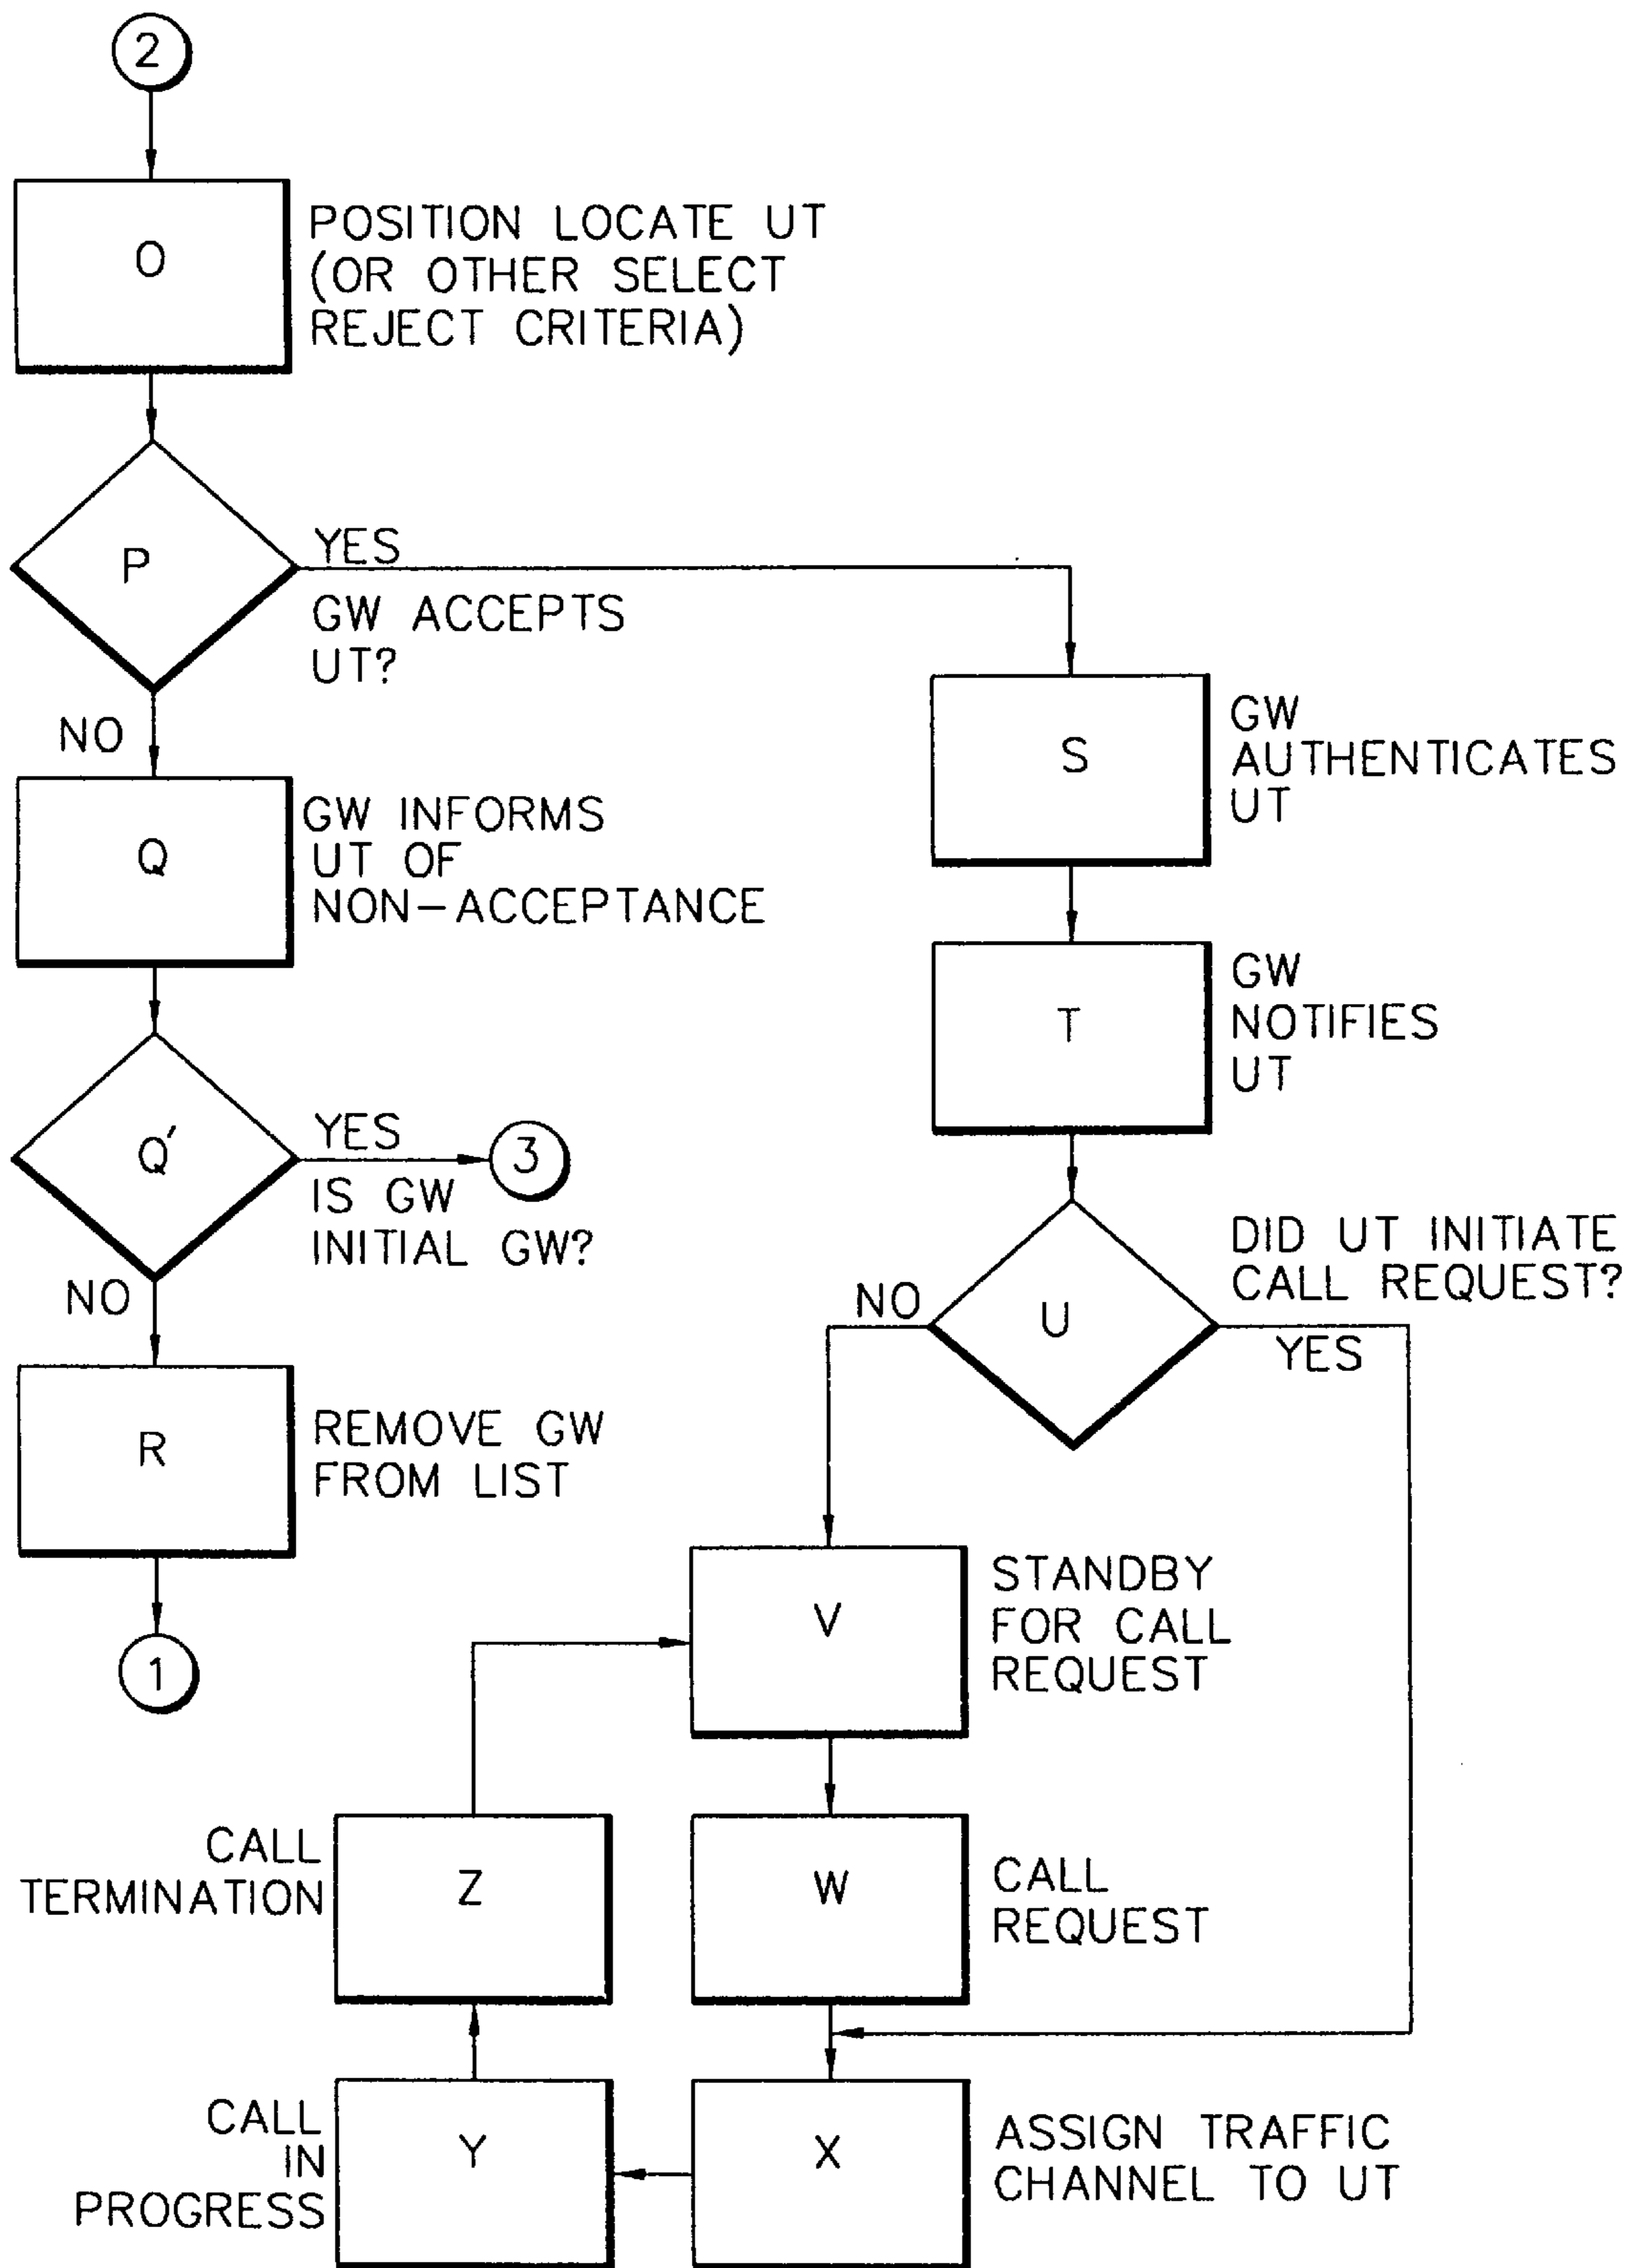 2
O
POSITION LOCATE UT
(OR OTHER SELECT
REJECT CRITERIA)
P
YES
GW ACCEPTS
UT?
NO
Q
GW INFORMS
UT OF
NON-ACCEPTANCE
Q'
YES
3
IS GW
INITIAL GW?
NO
R
REMOVE GW
FROM LIST
1
S
GW
AUTHENTICATES
UT
T
GW
NOTIFIES
UT
U
DID UT INITIATE
CALL REQUEST?
NO
YES
V
STANDBY
FOR CALL
REQUEST
W
CALL
REQUEST
X
ASSIGN TRAFFIC
CHANNEL TO UT
Y
CALL
IN
PROGRESS
Z
CALL
TERMINATION